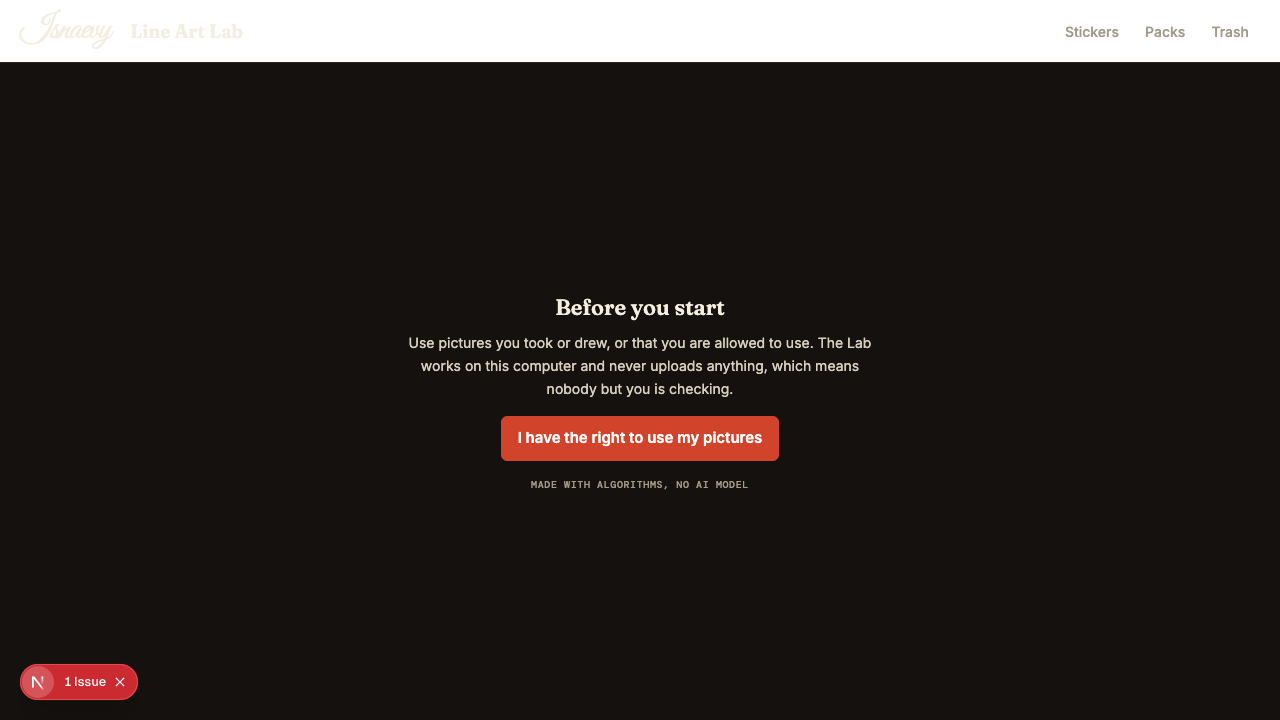 Jsnaevy Line Art Lab
Stickers Packs Trash
Before you start
Use pictures you took or drew, or that you are allowed to use. The Lab
works on this computer and never uploads anything, which means
nobody but you is checking.
I have the right to use my pictures
MADE WITH ALGORITHMS, NO AI MODEL
N 1 Issue